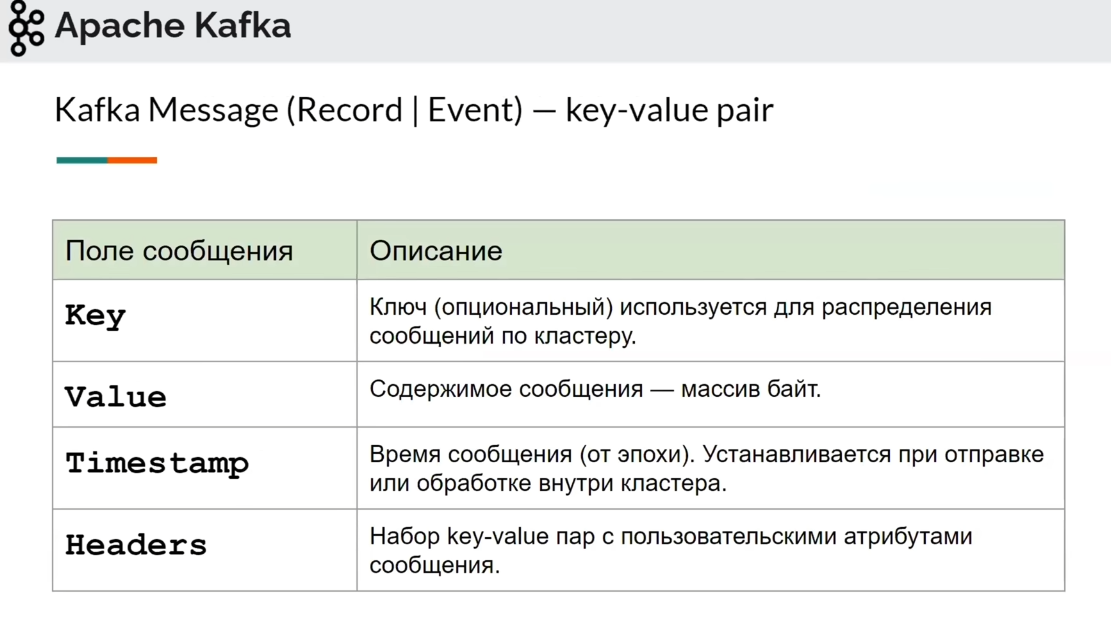 Apache Kafka
Kafka Message (Record | Event) — key-value pair
Поле сообщения
Описание
Key
Ключ (опциональный) используется для распределения
сообщений по кластеру.
Value
Содержимое сообщения — массив байт.
Timestamp
Время сообщения (от эпохи). Устанавливается при отправке
или обработке внутри кластера.
Headers
Набор key-value пар с пользовательскими атрибутами
сообщения.